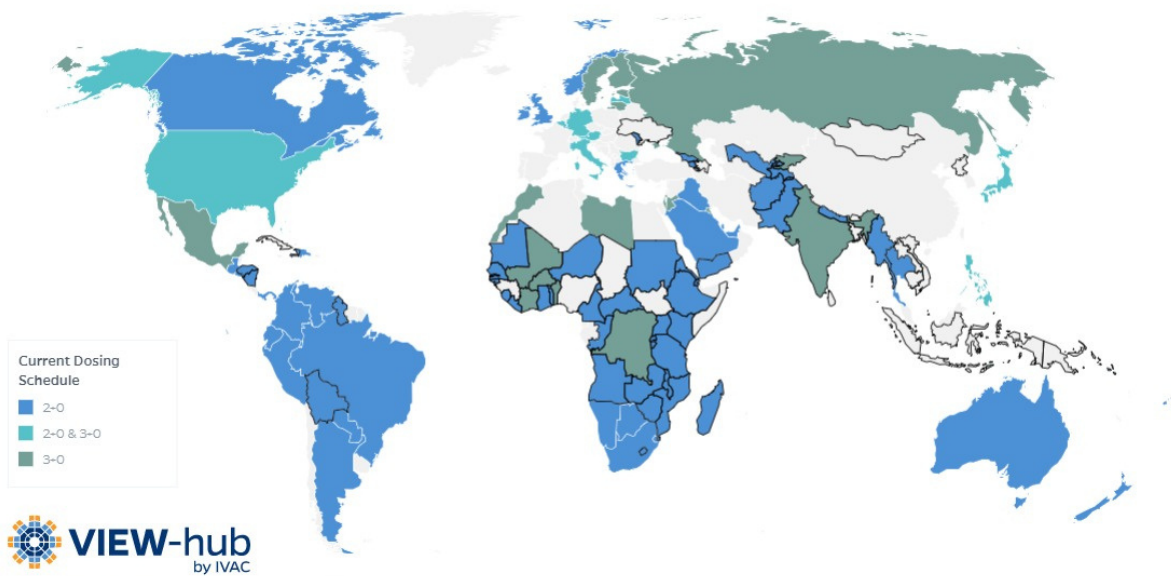 Current Dosing
Schedule
2+0
2+0 & 3+0
3+0
VIEW-hub
by IVAC